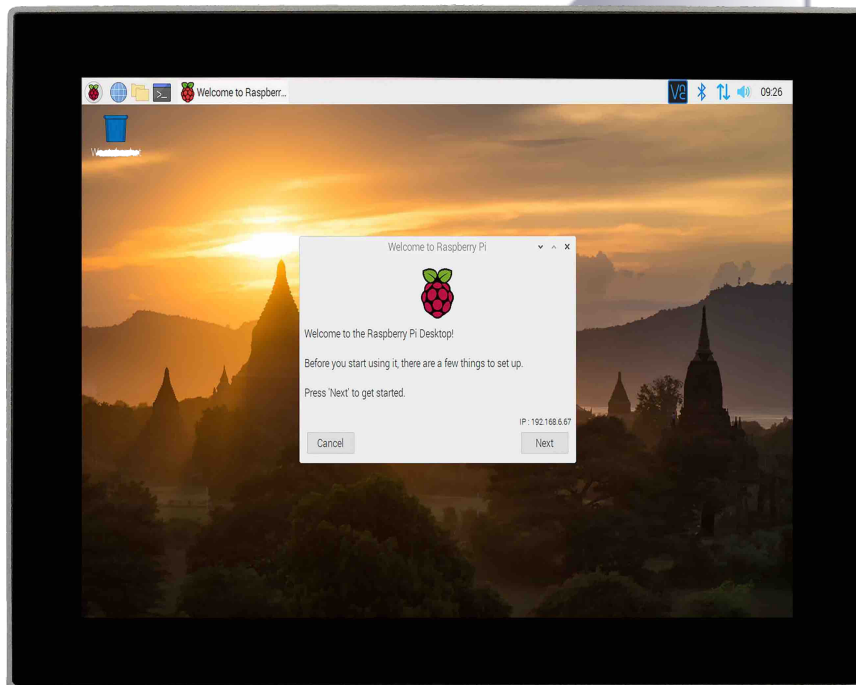 Welcome to Raspberr...
09:26
Welcome to Raspberry Pi
Welcome to the Raspberry Pi Desktop!
Before you start using it, there are a few things to set up.
Press 'Next' to get started.
IP : 192.168.6.67
Cancel
Next